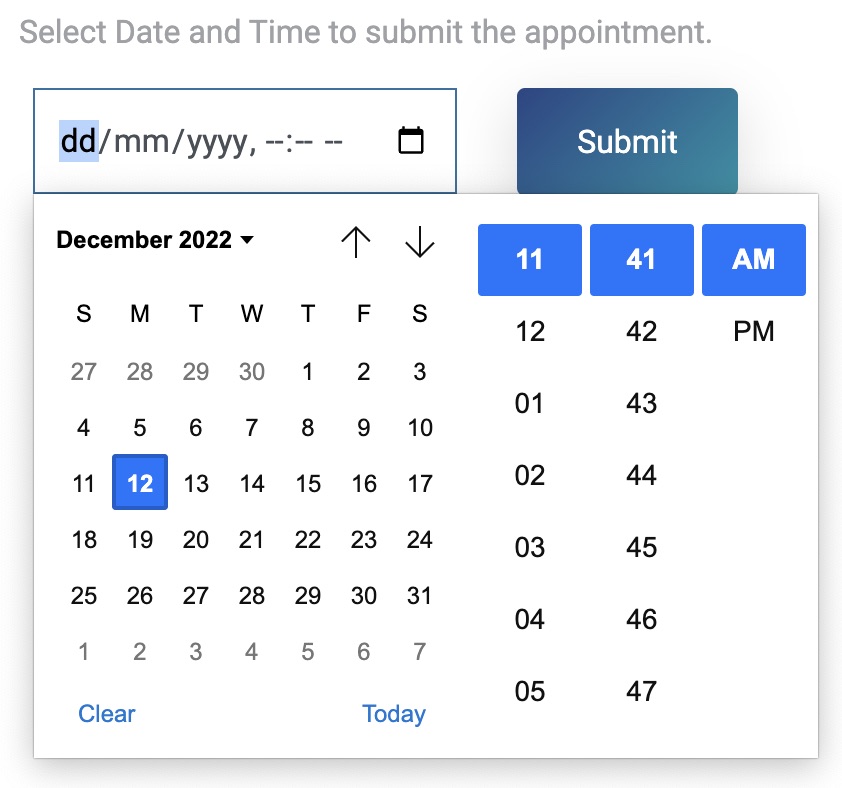 Select Date and Time to submit the appointment.
dd/mm/yyyy, --:-- --
Submit
December 2022
S M T W T F S
27 28 29 30 1 2 3
4 5 6 7 8 9 10
11 12 13 14 15 16 17
18 19 20 21 22 23 24
25 26 27 28 29 30 31
1 2 3 4 5 6 7
Clear Today
11 41 AM
12 42 PM
01 43
02 44
03 45
04 46
05 47